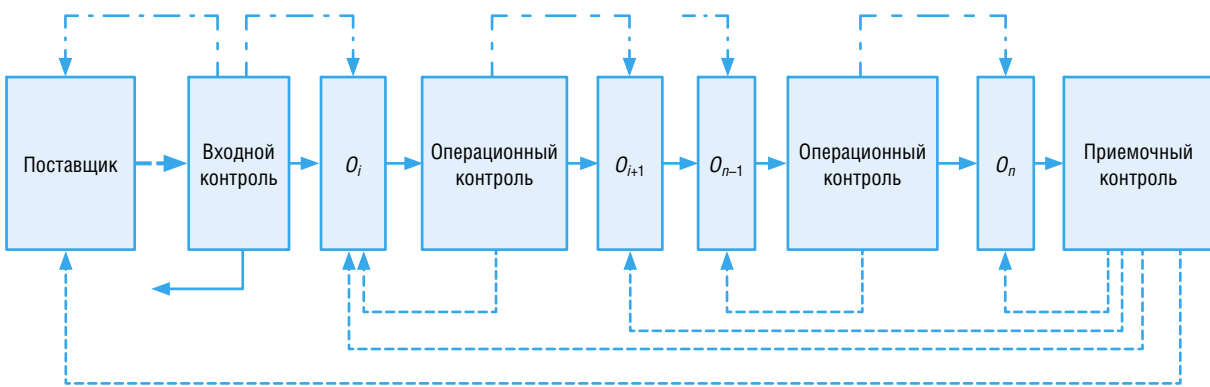 Поставщик
Входной
контроль
Oi
Операционный
контроль
Oi+1
On–1
Операционный
контроль
On
Приемочный
контроль